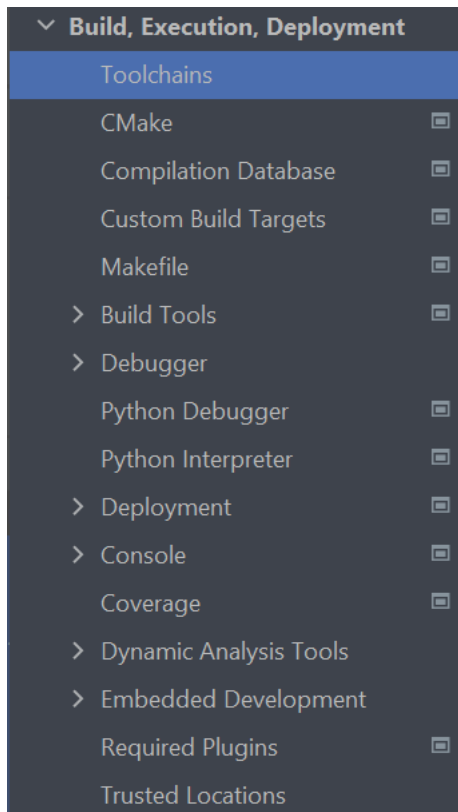 Build, Execution, Deployment
Toolchains
CMake
Compilation Database
Custom Build Targets
Makefile
Build Tools
Debugger
Python Debugger
Python Interpreter
Deployment
Console
Coverage
Dynamic Analysis Tools
Embedded Development
Required Plugins
Trusted Locations